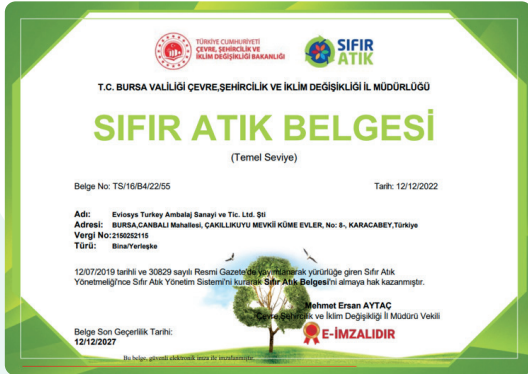 TÜRKİYE CUMHURİYETİ
ÇEVRE, ŞEHİRCİLİK VE
İKLİM DEĞİŞİKLİĞİ BAKANLIĞI
SIFIR
ATIK
T.C. BURSA VALİLİĞİ ÇEVRE,ŞEHİRCİLİK VE İKLİM DEĞİŞİKLİĞİ İL MÜDÜRLÜĞÜ
SIFIR ATIK BELGESİ
(Temel Seviye)
Belge No: TS/16/B4/22/55 Tarih: 12/12/2022
Adı: Eviosys Turkey Ambalaj Sanayi ve Tic. Ltd. Şti
Adresi: BURSA,CANBALI Mahallesi, ÇAKILLIKUYU MEVKİİ KÜME EVLER, No: 8-, KARACABEY,Türkiye
Vergi No: 2150252115
Türü: Bina/Yerleşke
12/07/2019 tarihli ve 30829 sayılı Resmi Gazete'de yayımlanarak yürürlüğe giren Sıfır Atık
Yönetmeliği'nce Sıfır Atık Yönetim Sistemi'ni kurarak Sıfır Atık Belgesi'ni almaya hak kazanmıştır.
Mehmet Ersan AYTAÇ
Çevre,Şehircilik ve İklim Değişikliği İl Müdürü Vekili
E-İMZALIDIR
Belge Son Geçerlilik Tarihi:
12/12/2027
Bu belge, güvenli elektronik imza ile imzalanmıştır.